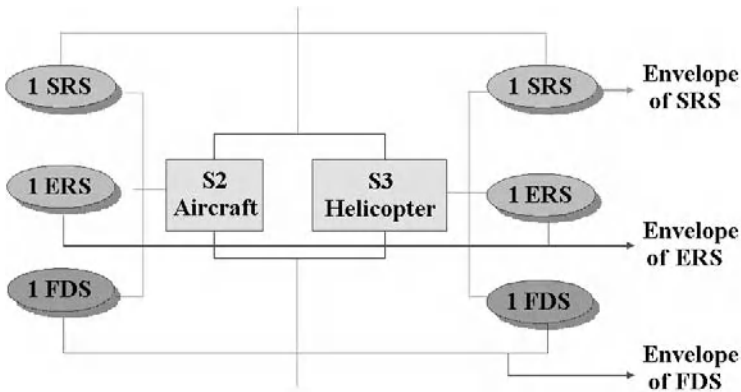 1 SRS
1 SRS
Envelope
of SRS
S2
Aircraft
S3
Helicopter
1 ERS
1 ERS
Envelope
of ERS
1 FDS
1 FDS
Envelope
of FDS